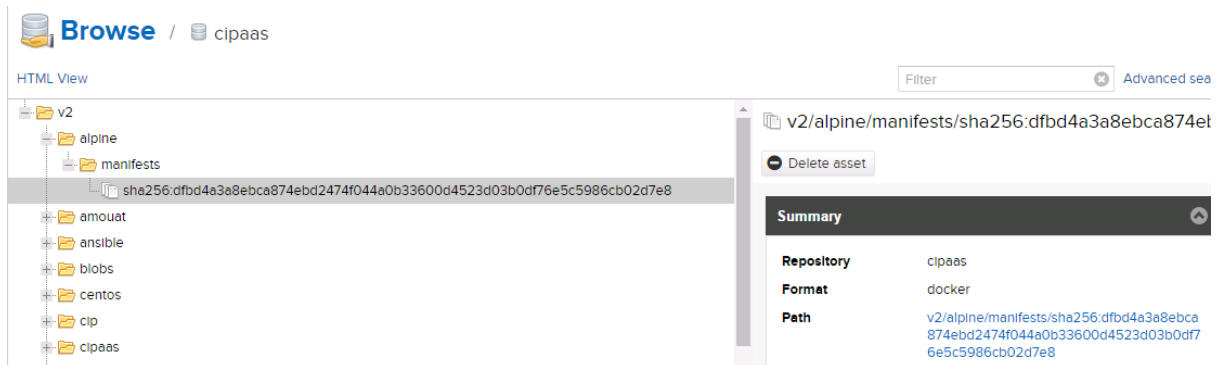 Browse / cipaas
HTML View
Filter
Advanced sea
v2
alpine
manifests
sha256:dfbd4a3a8ebca874ebd2474f044a0b33600d4523d03b0df76e5c5986cb02d7e8
amouat
ansible
blobs
centos
cip
cipaas
v2/alpine/manifests/sha256:dfbd4a3a8ebca874eb
Delete asset
Summary
Repository cipaas
Format docker
Path v2/alpine/manifests/sha256:dfbd4a3a8ebca
874ebd2474f044a0b33600d4523d03b0df7
6e5c5986cb02d7e8